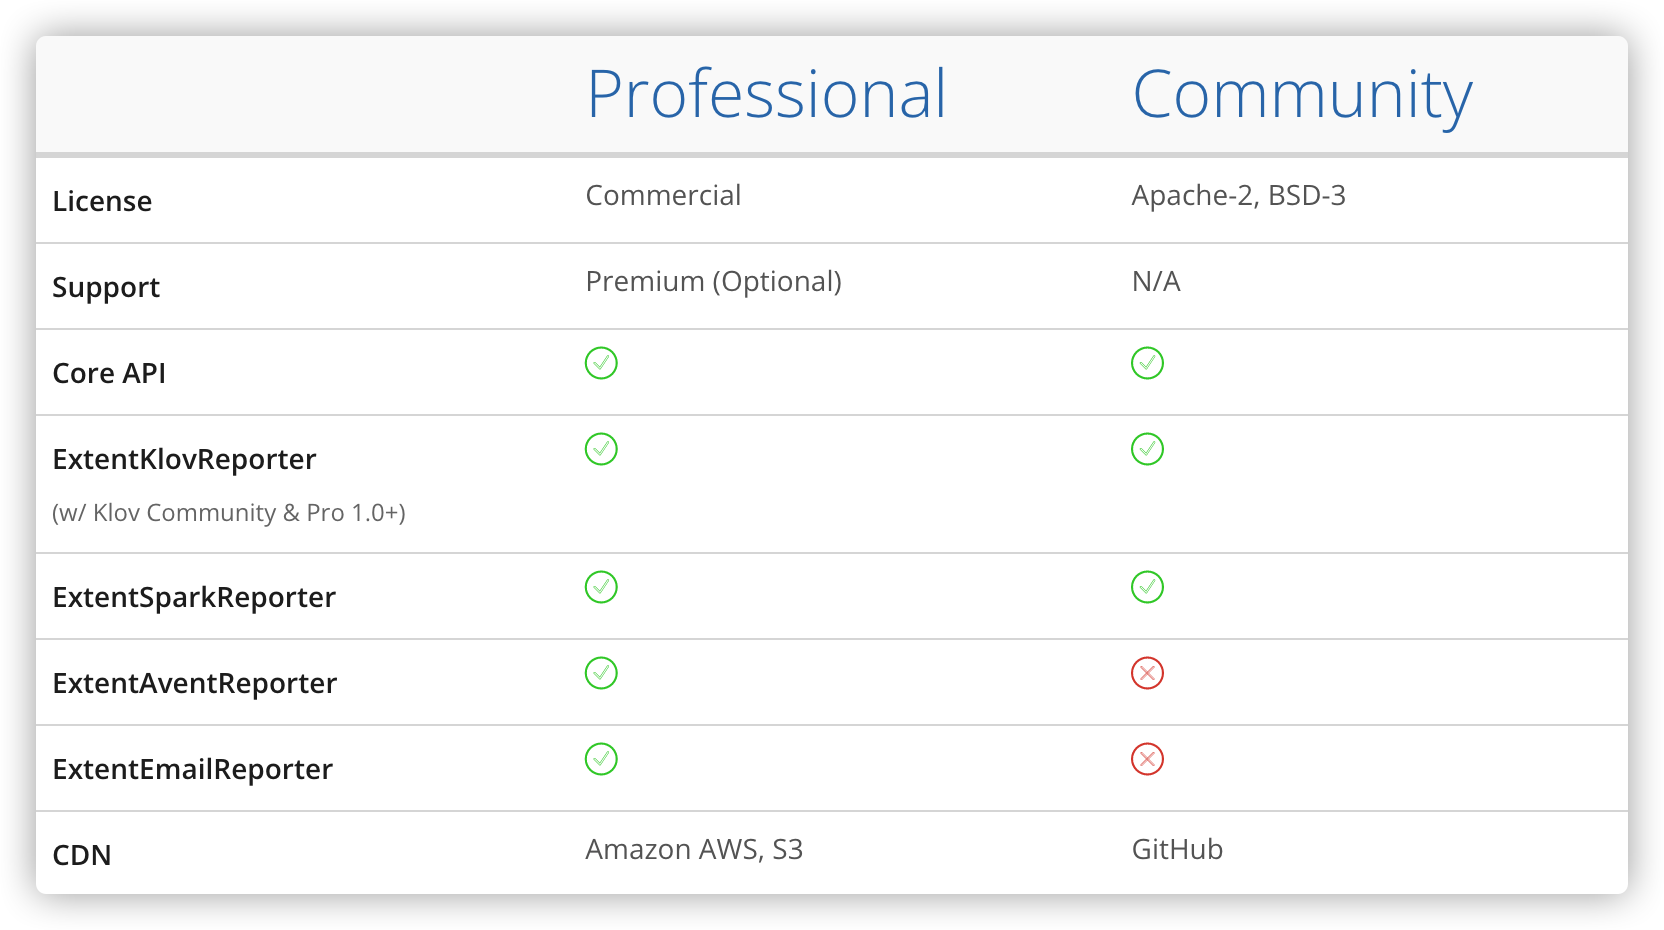 Professional Community
License Commercial Apache-2, BSD-3
Support Premium (Optional) N/A
Core API
ExtentKlovReporter
(w/ Klov Community & Pro 1.0+)
ExtentSparkReporter
ExtentAventReporter
ExtentEmailReporter
CDN Amazon AWS, S3 GitHub